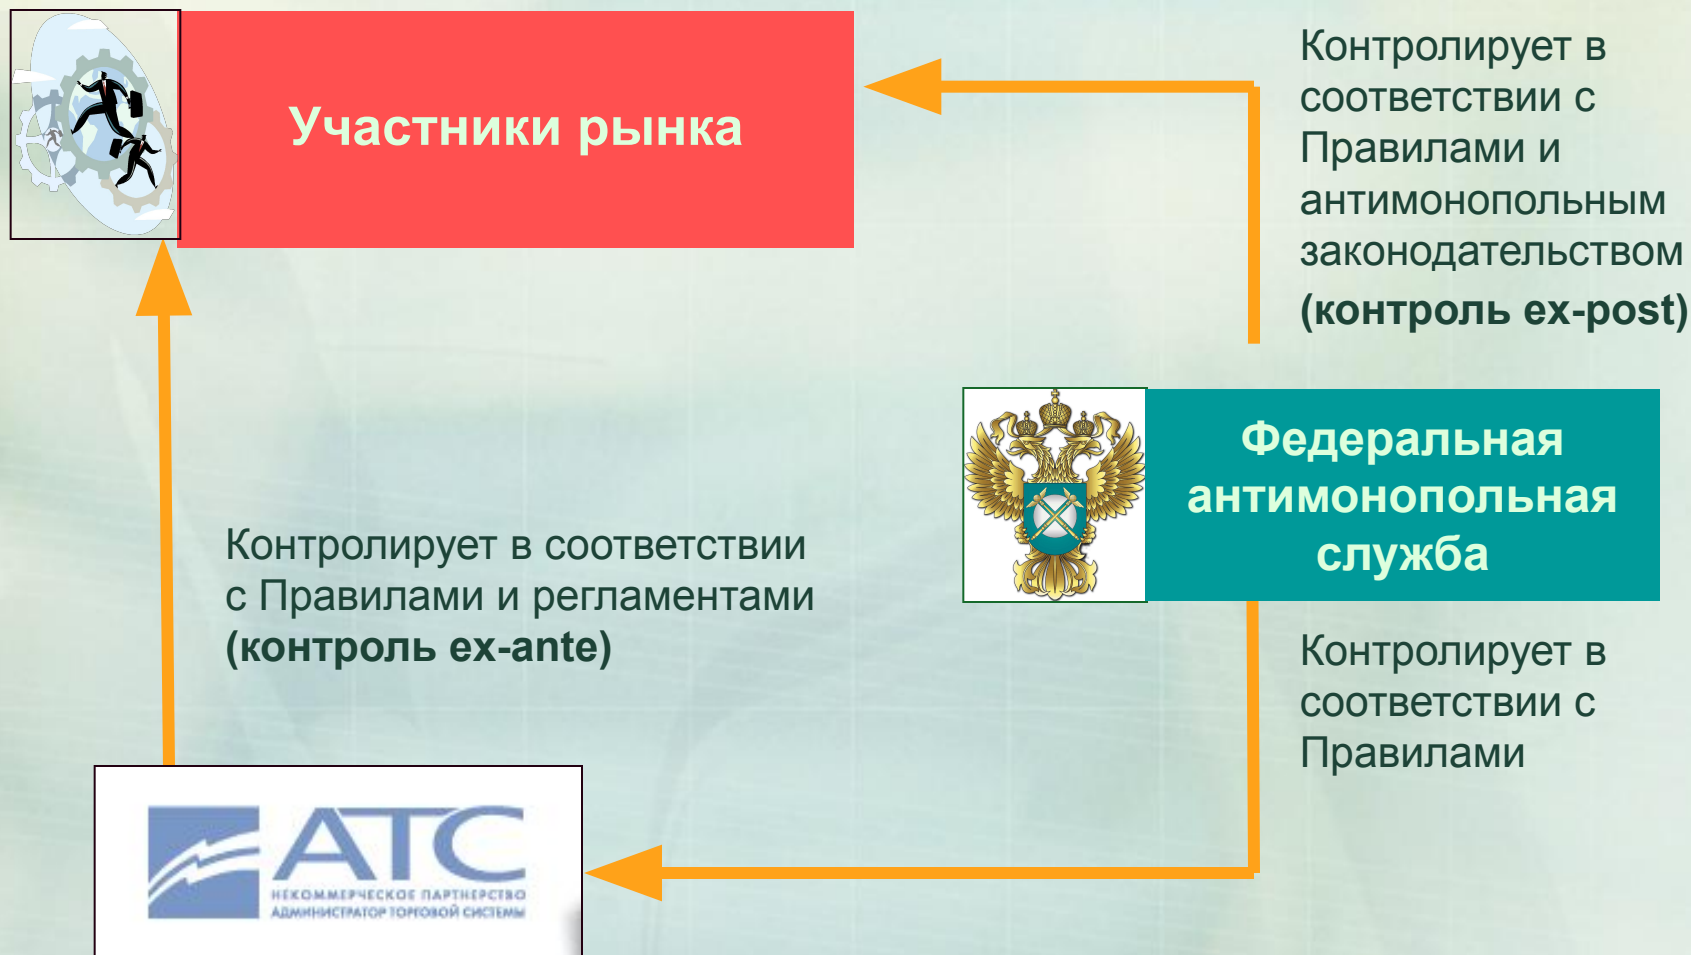 Участники рынка
Контролирует в
соответствии с
Правилами и
антимонопольным
законодательством
(контроль ex-post)
Федеральная
антимонопольная
служба
Контролирует в соответствии
с Правилами и регламентами
(контроль ex-ante)
Контролирует в
соответствии с
Правилами
АТС
НЕКОММЕРЧЕСКОЕ ПАРТНЕРСТВО
АДМИНИСТРАТОР ТОРГОВОЙ СИСТЕМЫ